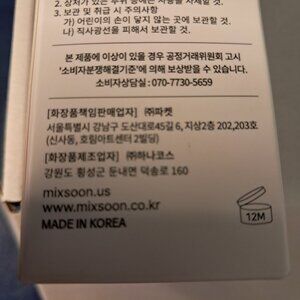 2. 상처가 있는 부위 등에는 사용을 자제할 것
3. 보관 및 취급 시 주의사항
가) 어린이의 손이 닿지 않는 곳에 보관할 것.
나) 직사광선을 피해서 보관할 것.
본 제품에 이상이 있을 경우 공정거래위원회 고시
'소비자분쟁해결기준'에 의해 보상받을 수 있습니다.
소비자상담실: 070-7730-5659
[화장품책임판매업자] ㈜파켓
서울특별시 강남구 도산대로45길 6, 지상2층 202,203호
(신사동, 호림아트센터 2빌딩)
[화장품제조업자] ㈜하나코스
강원도 횡성군 둔내면 덕송로 160
mixsoon.us
www.mixsoon.co.kr
MADE IN KOREA
12M